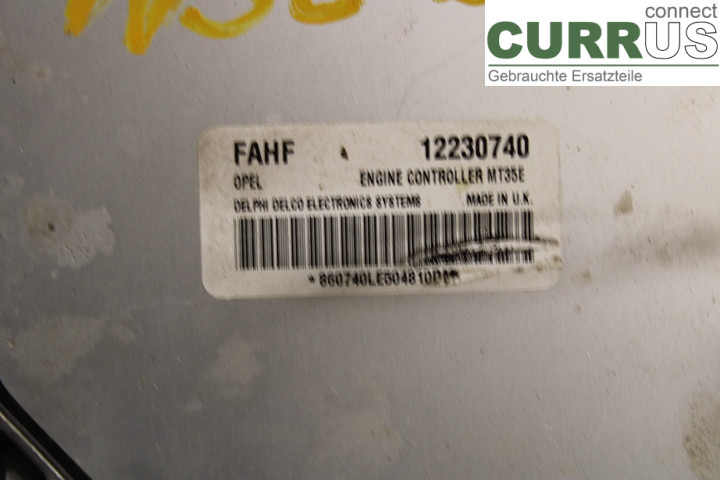 connect
CURRUS
Gebrauchte Ersatzteile
FAHF 12230740
OPEL ENGINE CONTROLLER MT35E
DELPHI DELCO ELECTRONICS SYSTEMS MADE IN U.K.